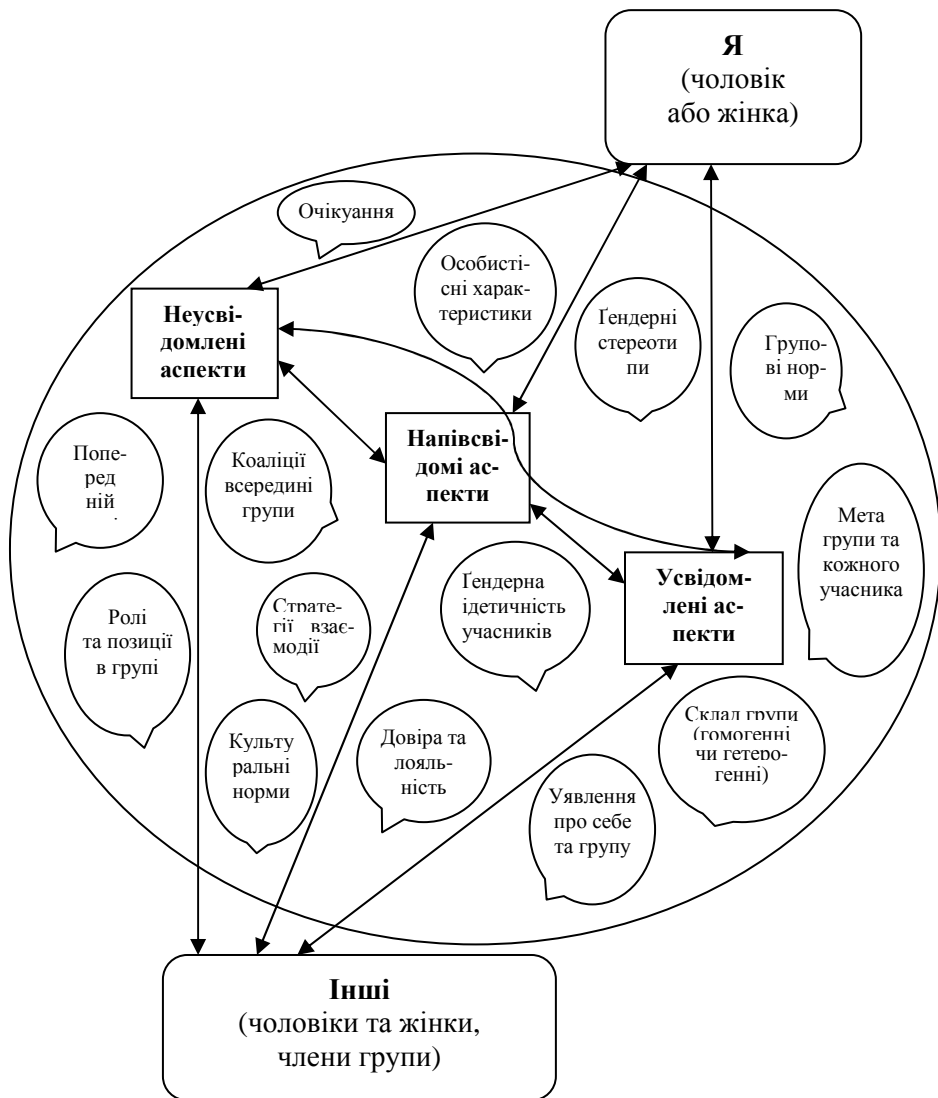 Я
(чоловік
або жінка)
Очікуання
Особисті-
сні харак-
теристики
Ґендерні
стереоти
пи
Групо-
ві нор-
ми
Неусві-
домлені
аспекти
Напівсві-
домі ас-
пекти
Усвідом-
лені ас-
пекти
Попе-
ред
ній
Коаліції
всередині
групи
Мета
групи та
кожного
учасника
Ролі
та позиції
в групі
Страте-
гії взає-
модії
Ґендерна
ідетичність
учасників
Культу
ральні
норми
Довіра та
лояль-
ність
Склад групи
(гомогенні
чи гетеро-
генні)
Уявлення
про себе
та групу
Інші
(чоловіки та жінки,
члени групи)